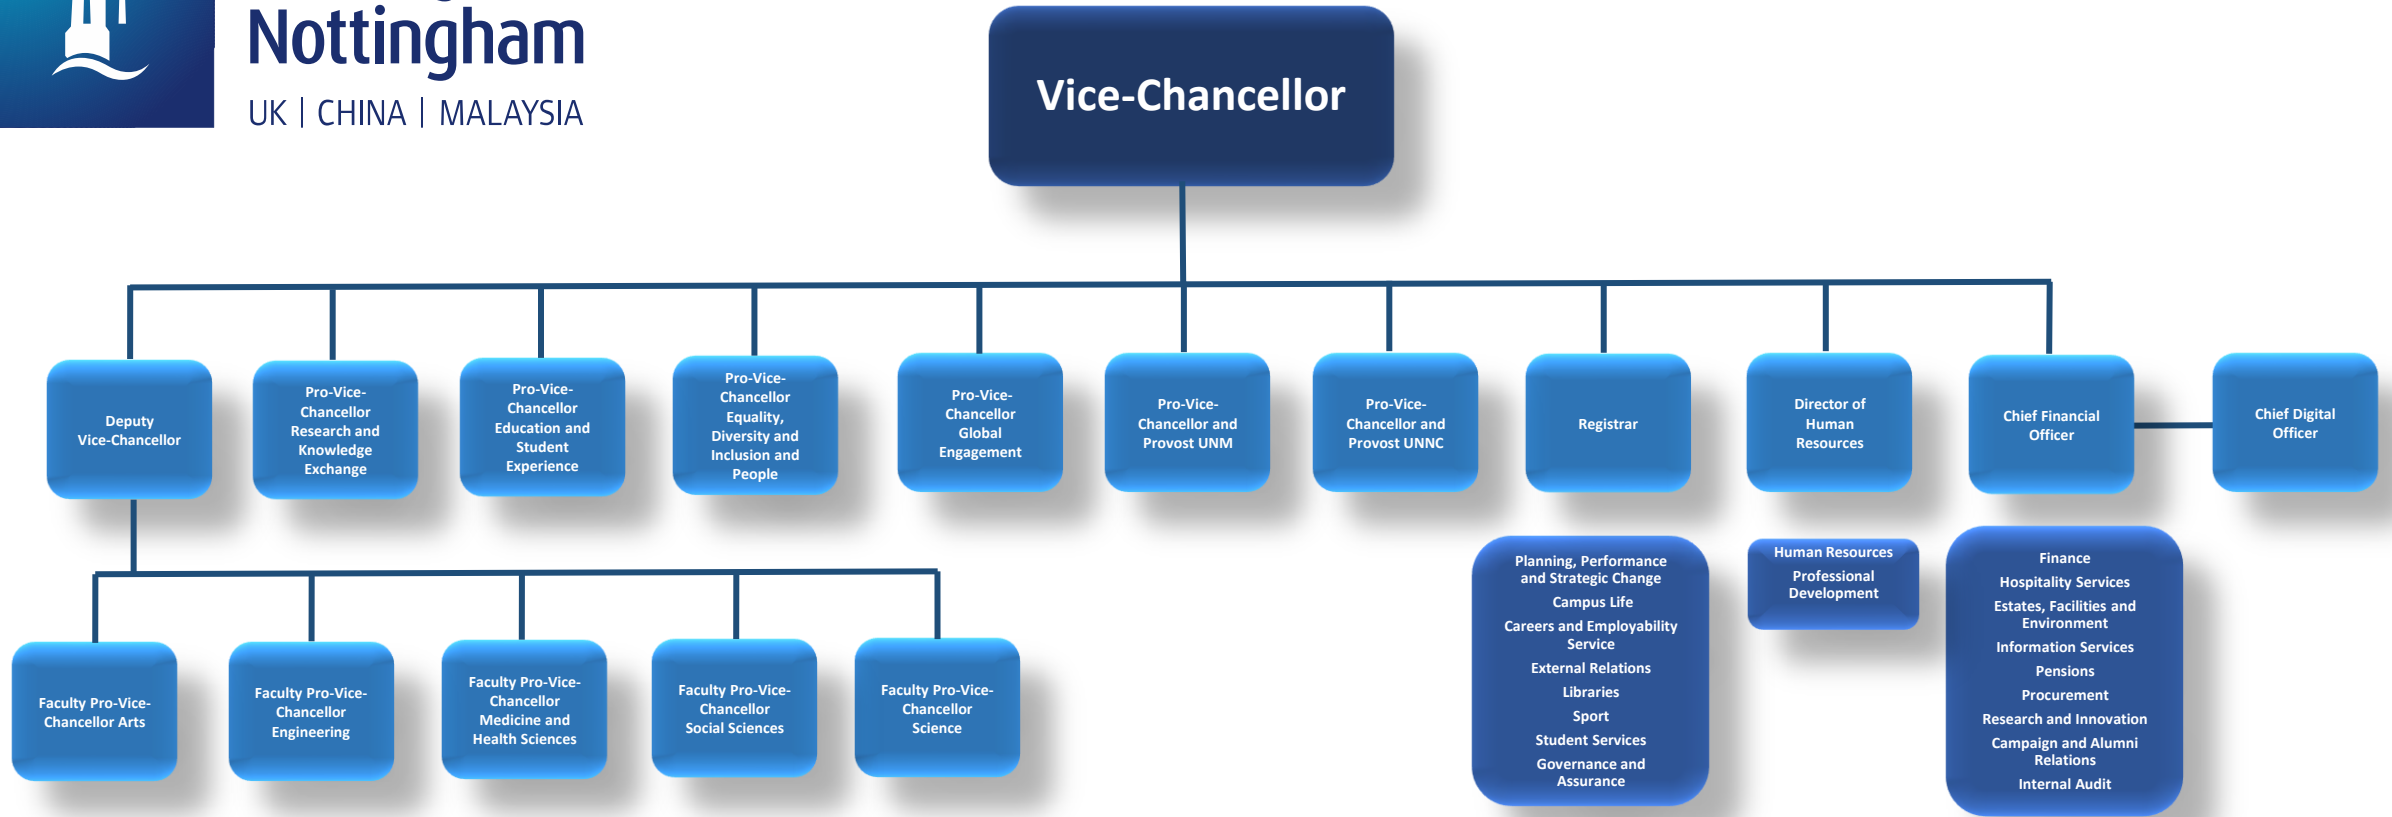 Nottingham
UK | CHINA | MALAYSIA
Vice-Chancellor
Deputy
Vice-Chancellor
Pro-Vice-
Chancellor
Research and
Knowledge
Exchange
Pro-Vice-
Chancellor
Education and
Student
Experience
Pro-Vice-
Chancellor
Equality,
Diversity and
Inclusion and
People
Pro-Vice-
Chancellor
Global
Engagement
Pro-Vice-
Chancellor and
Provost UNM
Pro-Vice-
Chancellor and
Provost UNNC
Registrar
Director of
Human
Resources
Chief Financial
Officer
Chief Digital
Officer
Faculty Pro-Vice-
Chancellor Arts
Faculty Pro-Vice-
Chancellor
Engineering
Faculty Pro-Vice-
Chancellor
Medicine and
Health Sciences
Faculty Pro-Vice-
Chancellor
Social Sciences
Faculty Pro-Vice-
Chancellor
Science
Planning, Performance
and Strategic Change
Campus Life
Careers and Employability
Service
External Relations
Libraries
Sport
Student Services
Governance and
Assurance
Human Resources
Professional
Development
Finance
Hospitality Services
Estates, Facilities and
Environment
Information Services
Pensions
Procurement
Research and Innovation
Campaign and Alumni
Relations
Internal Audit